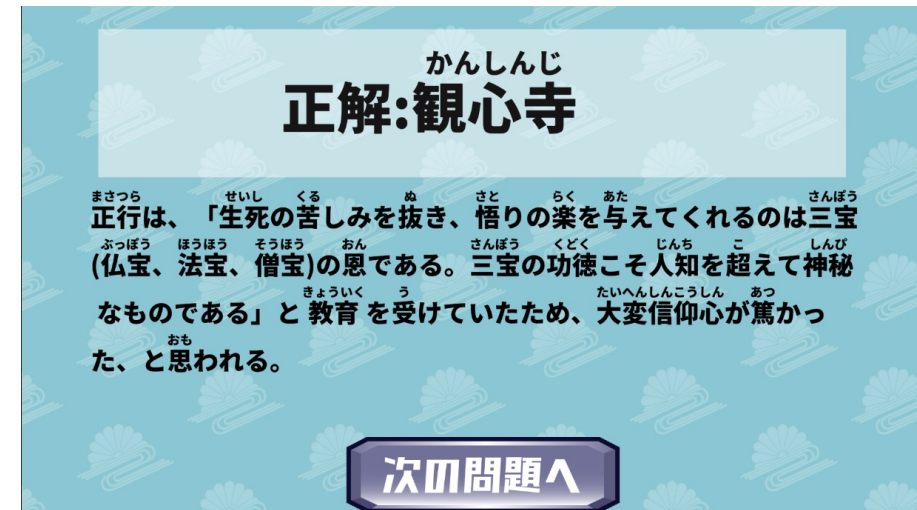 かんしんじ
正解:観心寺
まさつら せいし くる ぬ さと らく あた さんぽう
正行は、「生死の苦しみを抜き、悟りの楽を与えてくれるのは三宝
ぶっぽう ほうほう そうほう おん さんぽう くどく じんち こ しんぴ
(仏宝、法宝、僧宝)の恩である。三宝の功徳こそ人知を超えて神秘
きょういく う たいへんしんこうしん あつ
なものである」と 教育 を受けていたため、大変信仰心が篤かっ
おも
た、と思われる。
次の問題へ